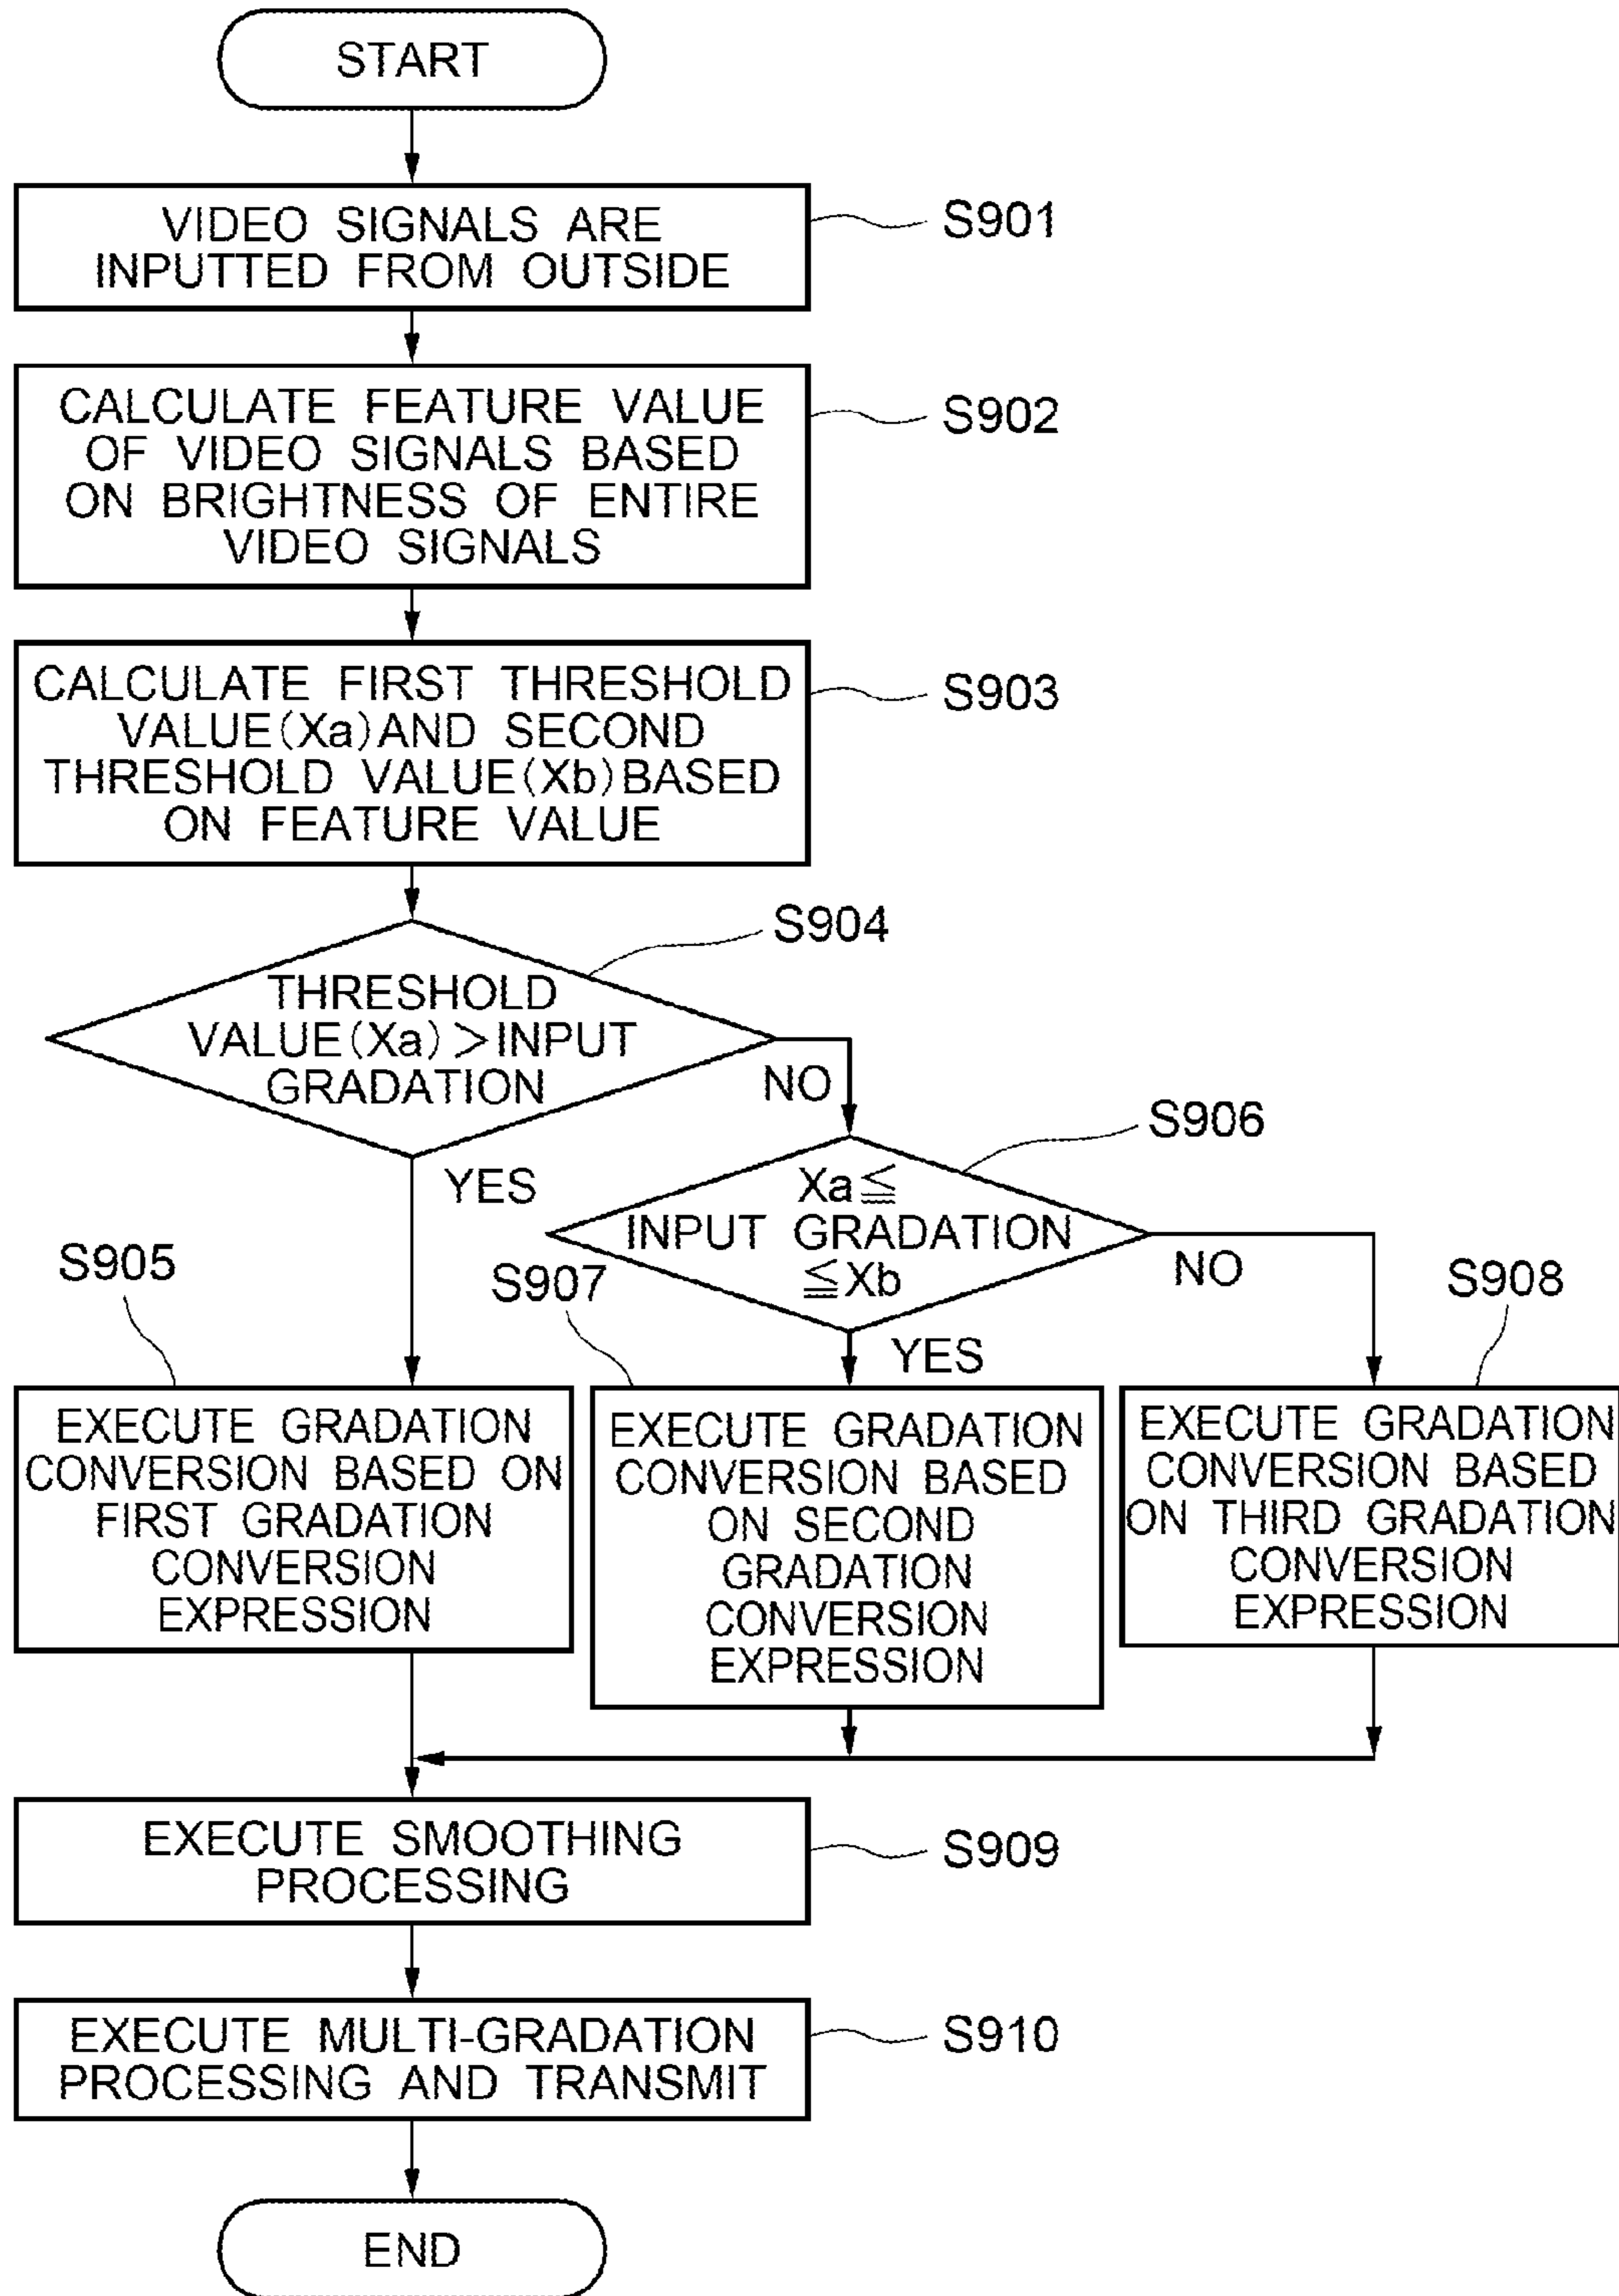 START
VIDEO SIGNALS ARE
INPUTTED FROM OUTSIDE
S901
CALCULATE FEATURE VALUE
OF VIDEO SIGNALS BASED
ON BRIGHTNESS OF ENTIRE
VIDEO SIGNALS
S902
CALCULATE FIRST THRESHOLD
VALUE(Xa)AND SECOND
THRESHOLD VALUE(Xb)BASED
ON FEATURE VALUE
S903
S904
THRESHOLD
VALUE(Xa)>INPUT
GRADATION
NO
YES
S906
Xa≦
INPUT GRADATION
≦Xb
NO
YES
S905
EXECUTE GRADATION
CONVERSION BASED ON
FIRST GRADATION
CONVERSION
EXPRESSION
S907
EXECUTE GRADATION
CONVERSION BASED
ON SECOND
GRADATION
CONVERSION
EXPRESSION
S908
EXECUTE GRADATION
CONVERSION BASED
ON THIRD GRADATION
CONVERSION
EXPRESSION
EXECUTE SMOOTHING
PROCESSING
S909
EXECUTE MULTI-GRADATION
PROCESSING AND TRANSMIT
S910
END